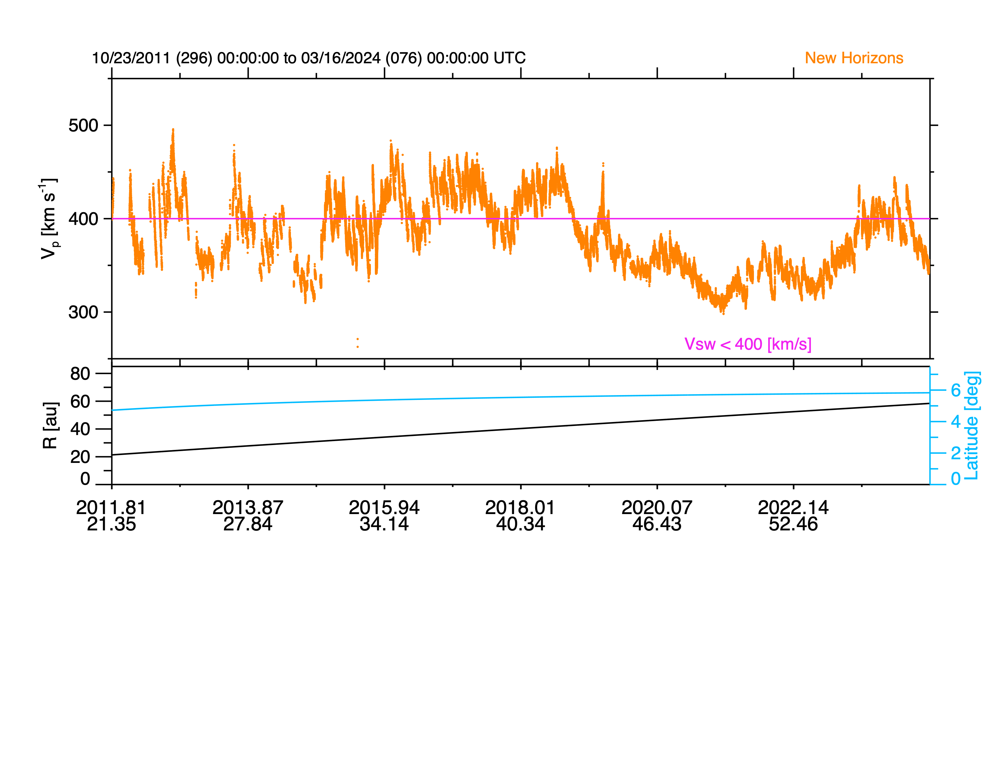 10/23/2011 (296) 00:00:00 to 03/16/2024 (076) 00:00:00 UTC
New Horizons
500
400
300
Vp [km s-1]
Vsw < 400 [km/s]
80
60
40
20
0
R [au]
6
4
2
0
Latitude [deg]
2011.81 2013.87 2015.94 2018.01 2020.07 2022.14
21.35 27.84 34.14 40.34 46.43 52.46